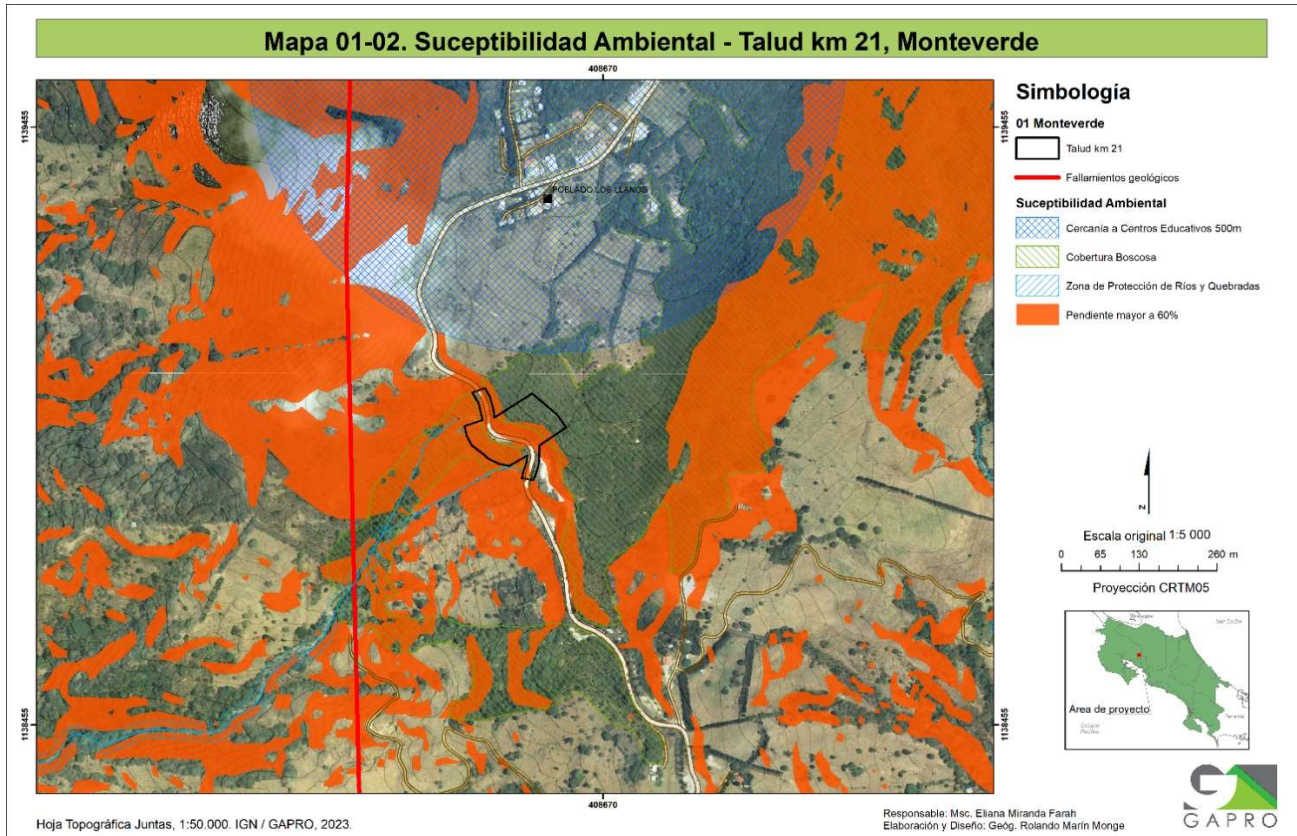 Mapa 01-02. Suceptibilidad Ambiental - Talud km 21, Monteverde
408670
1139455
1139455
POBLADO LOS LLANOS
1138455
1138455
408670
Simbología
01 Monteverde
Talud km 21
Fallamientos geológicos
Suceptibilidad Ambiental
Cercania a Centros Educativos 500m
Cobertura Boscosa
Zona de Protección de Ríos y Quebradas
Pendiente mayor a 60%
N
Escala original 1:5 000
0 65 130 260 m
Proyección CRTM05
Area de proyecto
GAPRO
Hoja Topográfica Juntas, 1:50.000. IGN / GAPRO, 2023.
Responsable: Msc. Eliana Miranda Farah
Elaboración y Diseño: Geóg. Rolando Marín Monge